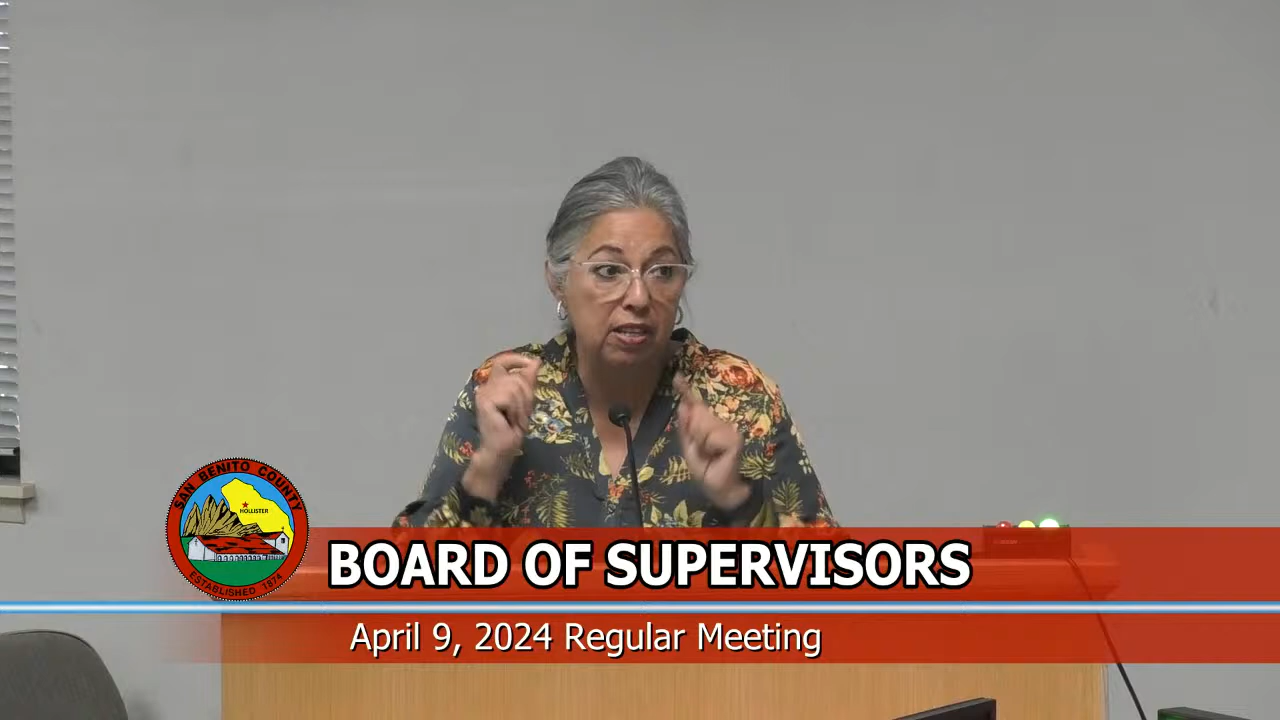 SAN BENITO COUNTY
HOLLISTER
ESTABLISHED 1874
BOARD OF SUPERVISORS
April 9, 2024 Regular Meeting